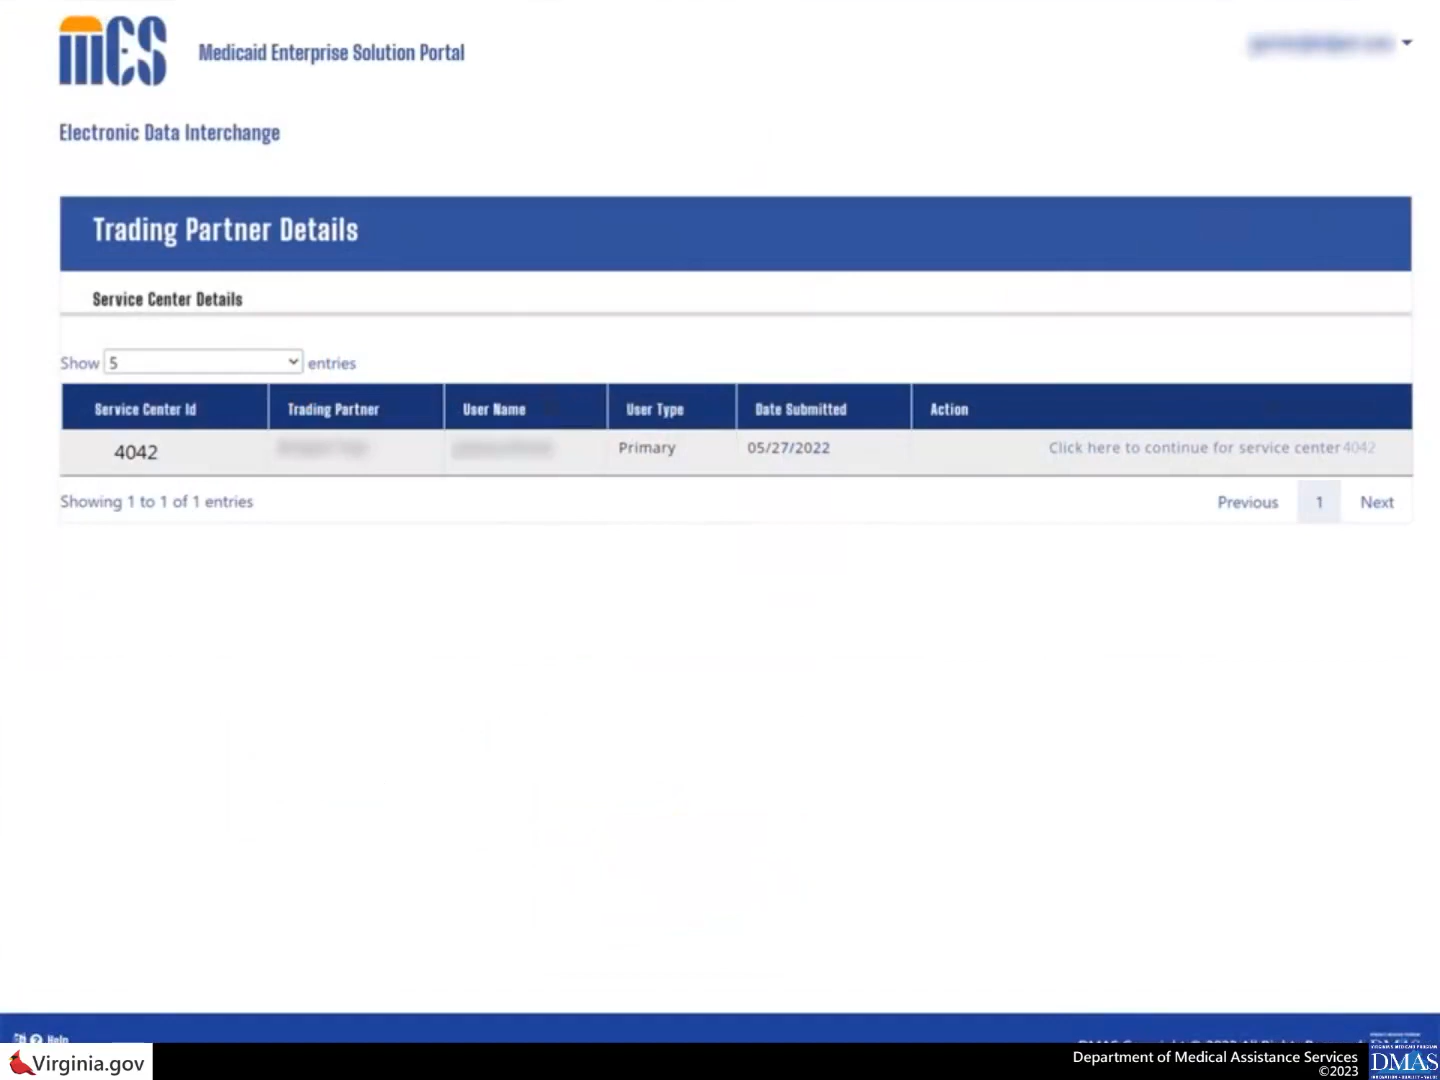 mES
Medicaid Enterprise Solution Portal
Electronic Data Interchange
Trading Partner Details
Service Center Details
Show 5 entries
Service Center Id Trading Partner User Name User Type Date Submitted Action
4042 Primary 05/27/2022 Click here to continue for service center 4042
Showing 1 to 1 of 1 entries Previous 1 Next
Help
Virginia.gov
Department of Medical Assistance Services
©2023
DMAS